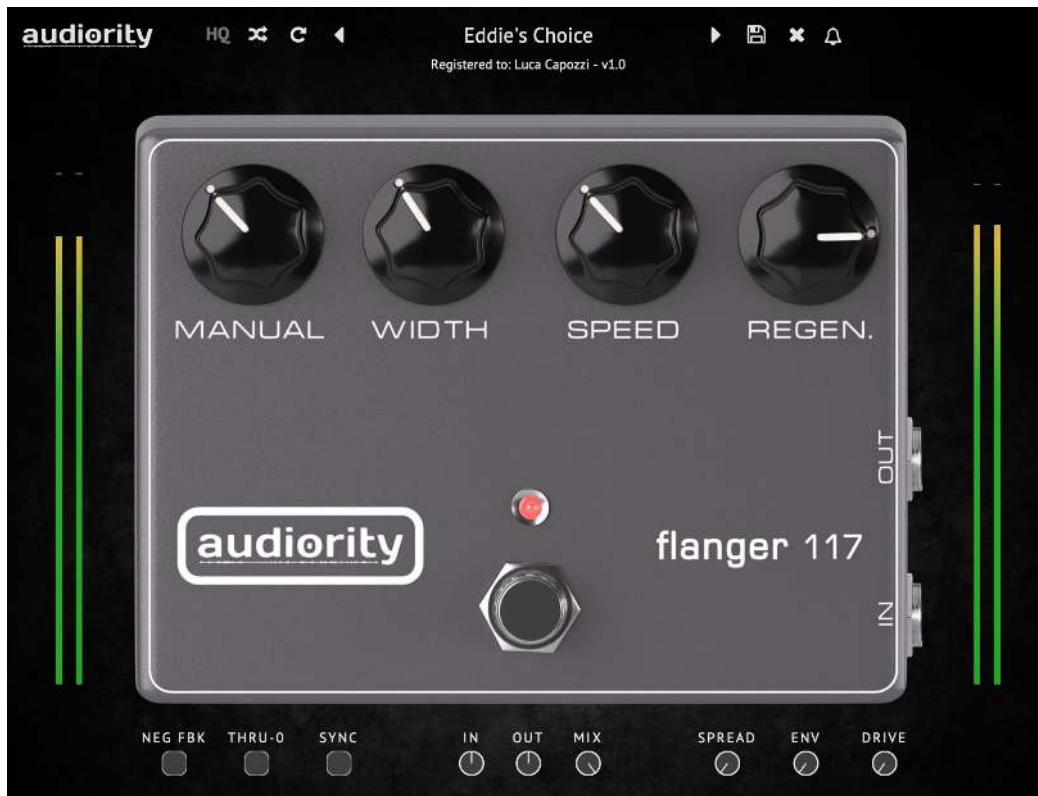 audiority
HQ
Eddie's Choice
Registered to: Luca Capozzi - v1.0
MANUAL
WIDTH
SPEED
REGEN.
OUT
audiority
flanger 117
IN
NEG FBK
THRU-0
SYNC
IN
OUT
MIX
SPREAD
ENV
DRIVE